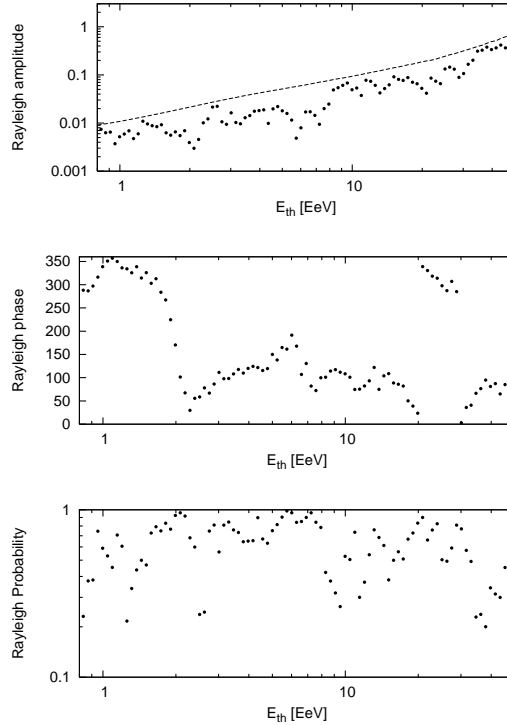 1
0.1
0.01
0.001
Rayleigh amplitude
1 10
E_th [EeV]
350
300
250
200
150
100
50
0
Rayleigh phase
1 10
E_th [EeV]
1
0.1
Rayleigh Probability
1 10
E_th [EeV]